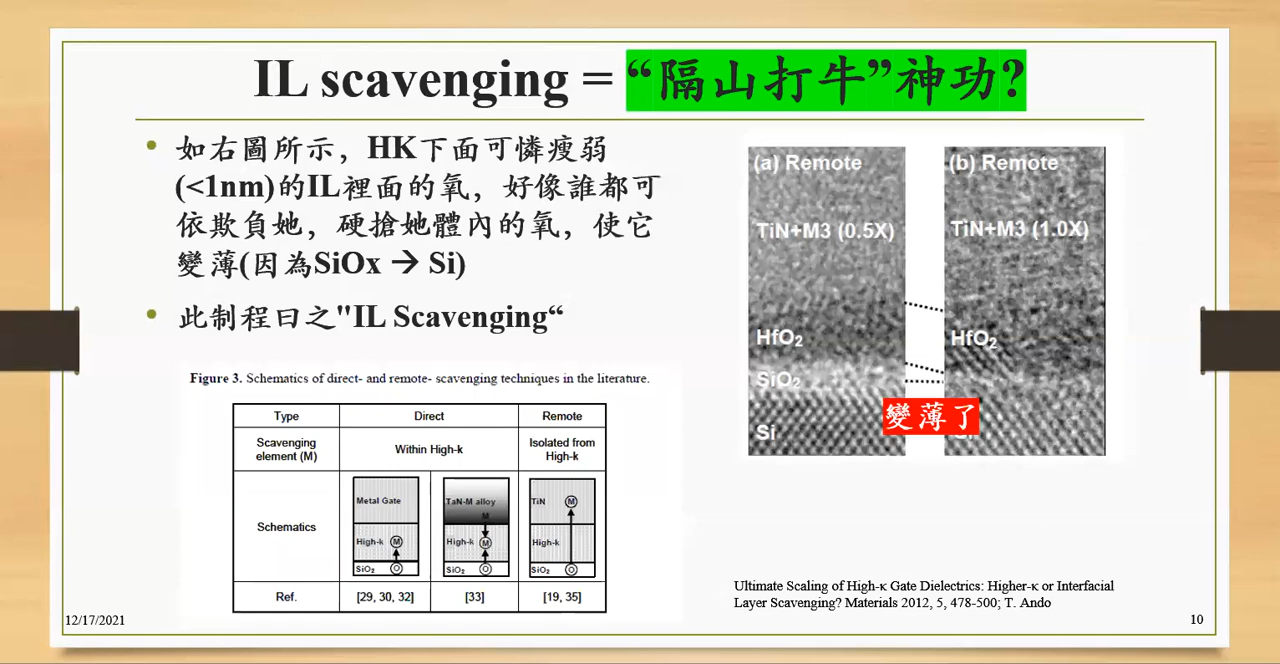 IL scavenging = “隔山打牛”神功?
• 如右圖所示，HK下面可憐瘦弱
(<1nm)的IL裡面的氧，好像誰都可
依欺負她，硬搶她體內的氧，使它
變薄(因為SiOx → Si)
• 此制程曰之"IL Scavenging“
Figure 3. Schematics of direct- and remote- scavenging techniques in the literature.
Type Direct Remote
Scavenging element (M) Within High-k Isolated from High-k
Schematics
Metal Gate
High-k M
SiO₂ O
TaN-M alloy
M
High-k M
SiO₂ O
TiN M
High-k
SiO₂ O
Ref. [29, 30, 32] [33] [19, 35]
(a) Remote
TiN+M3 (0.5X)
HfO₂
SiO₂
Si
(b) Remote
TiN+M3 (1.0X)
HfO₂
變薄了
Si
Ultimate Scaling of High-κ Gate Dielectrics: Higher-κ or Interfacial
Layer Scavenging? Materials 2012, 5, 478-500; T. Ando
12/17/2021
10